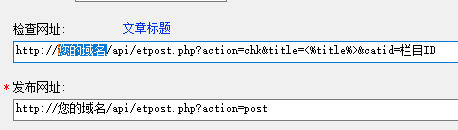 检查网址: 文章标题
http://您的域名/api/etpost.php?action=chk&title=<%title%>&catid=栏目ID
* 发布网址:
http://您的域名/api/etpost.php?action=post